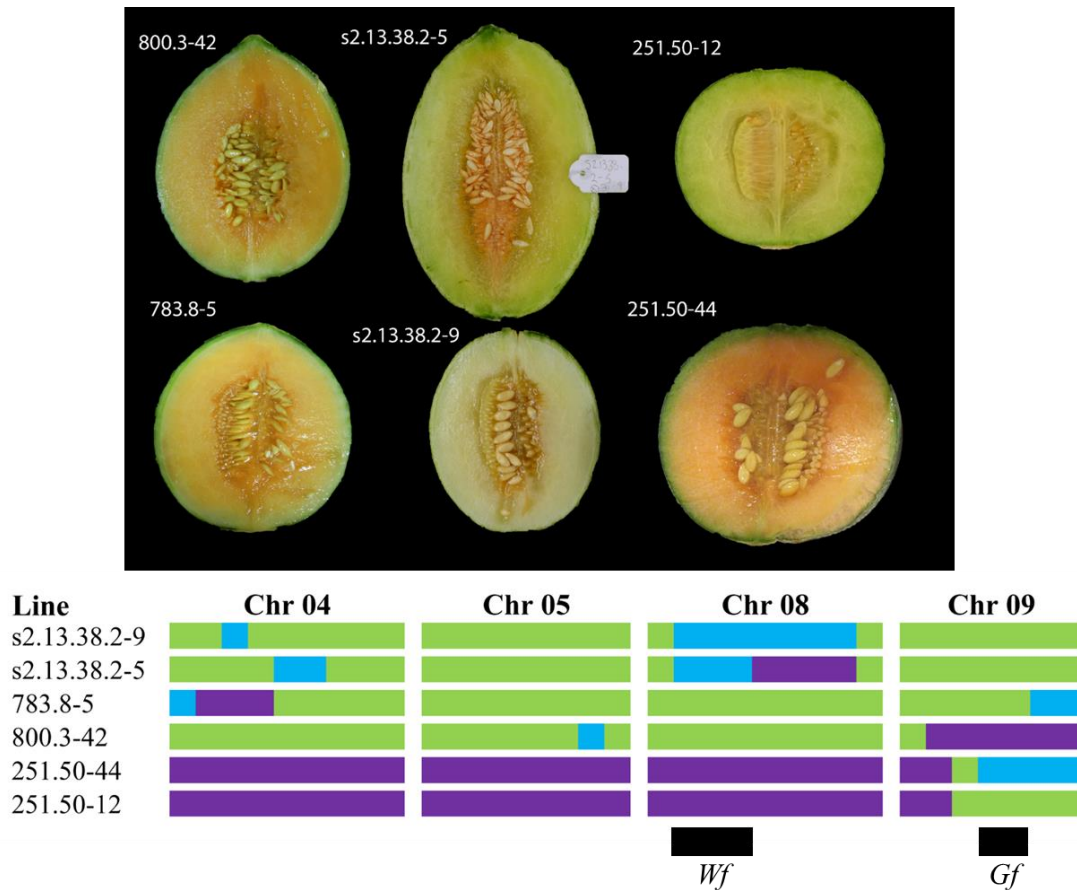 800.3-42
s2.13.38.2-5
251.50-12
783.8-5
s2.13.38.2-9
251.50-44
Line Chr 04 Chr 05 Chr 08 Chr 09
s2.13.38.2-9
s2.13.38.2-5
783.8-5
800.3-42
251.50-44
251.50-12
Wf Gf